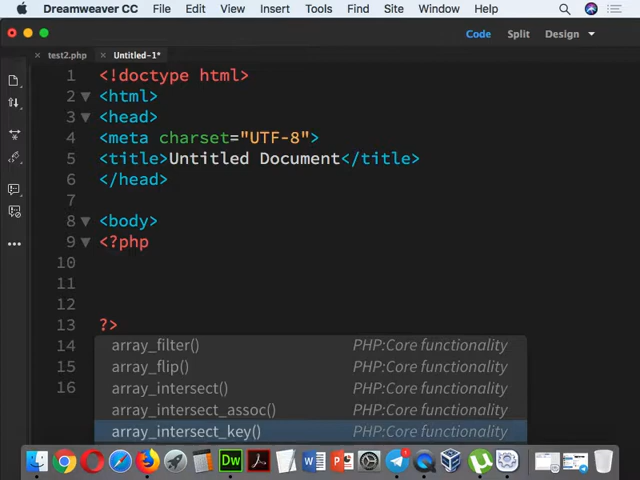 Dreamweaver CC File Edit View Insert Tools Find Site Window Help
Code Split Design
× test2.php × Untitled-1*
1 <!doctype html>
2 <html>
3 <head>
4 <meta charset="UTF-8">
5 <title>Untitled Document</title>
6 </head>
7
8 <body>
9 <?php
10
11
12
13 ?>
14 array_filter() PHP:Core functionality
15 array_flip() PHP:Core functionality
16 array_intersect() PHP:Core functionality
array_intersect_assoc() PHP:Core functionality
array_intersect_key() PHP:Core functionality
Dw W P